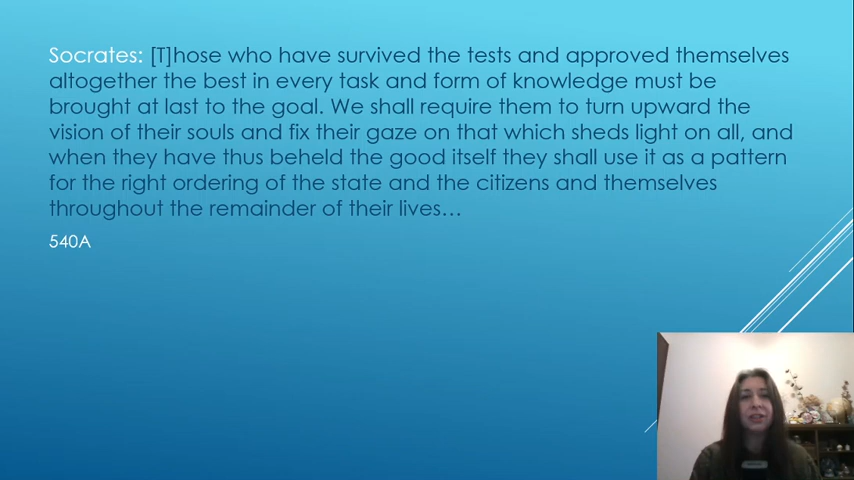 Socrates: [T]hose who have survived the tests and approved themselves
altogether the best in every task and form of knowledge must be
brought at last to the goal. We shall require them to turn upward the
vision of their souls and fix their gaze on that which sheds light on all, and
when they have thus beheld the good itself they shall use it as a pattern
for the right ordering of the state and the citizens and themselves
throughout the remainder of their lives…
540A